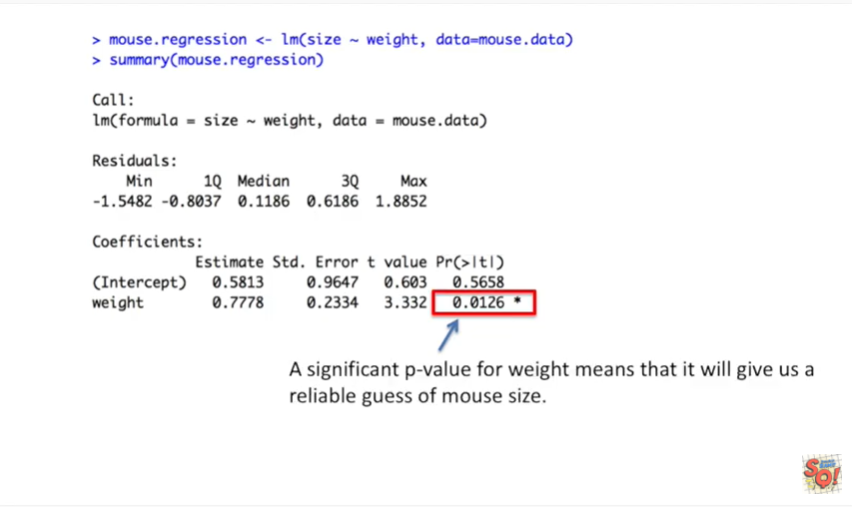 > mouse.regression <- lm(size ~ weight, data=mouse.data)
> summary(mouse.regression)
Call:
lm(formula = size ~ weight, data = mouse.data)
Residuals:
Min 1Q Median 3Q Max
-1.5482 -0.8037 0.1186 0.6186 1.8852
Coefficients:
Estimate Std. Error t value Pr(>|t|)
(Intercept) 0.5813 0.9647 0.603 0.5658
weight 0.7778 0.2334 3.332 0.0126 *
A significant p-value for weight means that it will give us a
reliable guess of mouse size.
SQ!